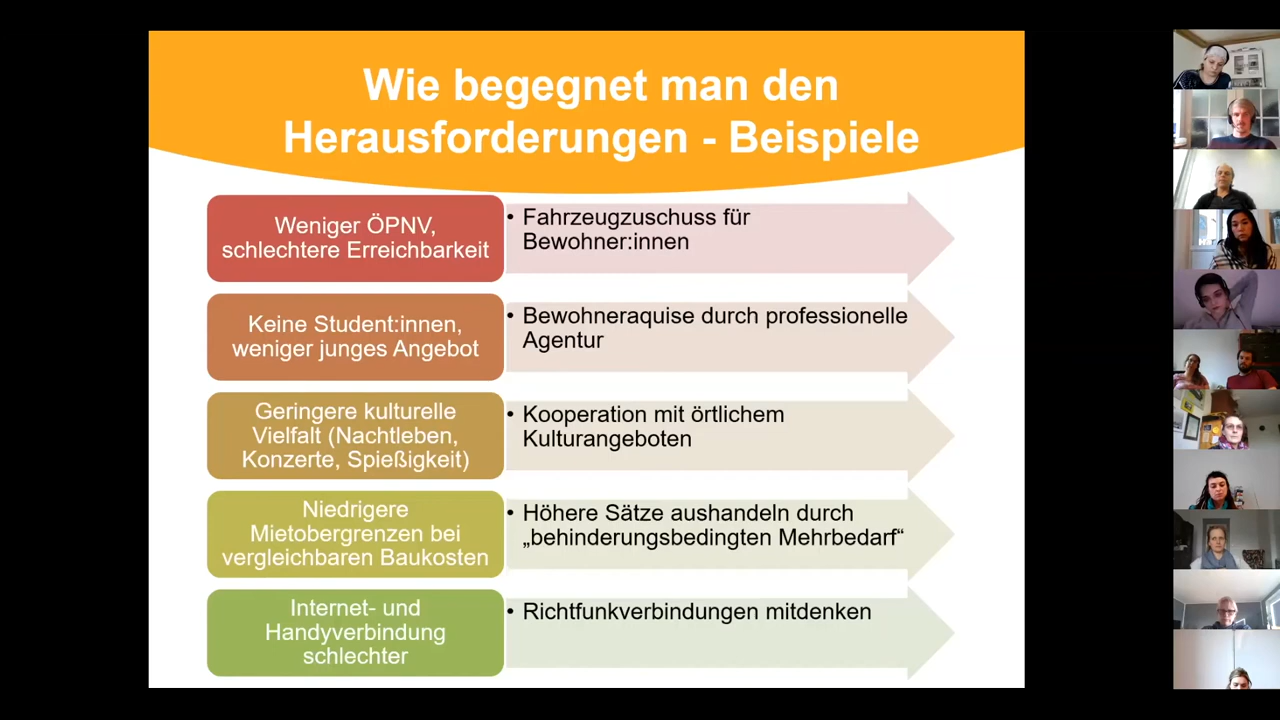 Wie begegnet man den
Herausforderungen - Beispiele
Weniger ÖPNV,
schlechtere Erreichbarkeit
• Fahrzeugzuschuss für
Bewohner:innen
Keine Student:innen,
weniger junges Angebot
• Bewohneraquise durch professionelle
Agentur
Geringere kulturelle
Vielfalt (Nachtleben,
Konzerte, Spießigkeit)
• Kooperation mit örtlichem
Kulturangeboten
Niedrigere
Mietobergrenzen bei
vergleichbaren Baukosten
• Höhere Sätze aushandeln durch
„behinderungsbedingten Mehrbedarf“
Internet- und
Handyverbindung
schlechter
• Richtfunkverbindungen mitdenken